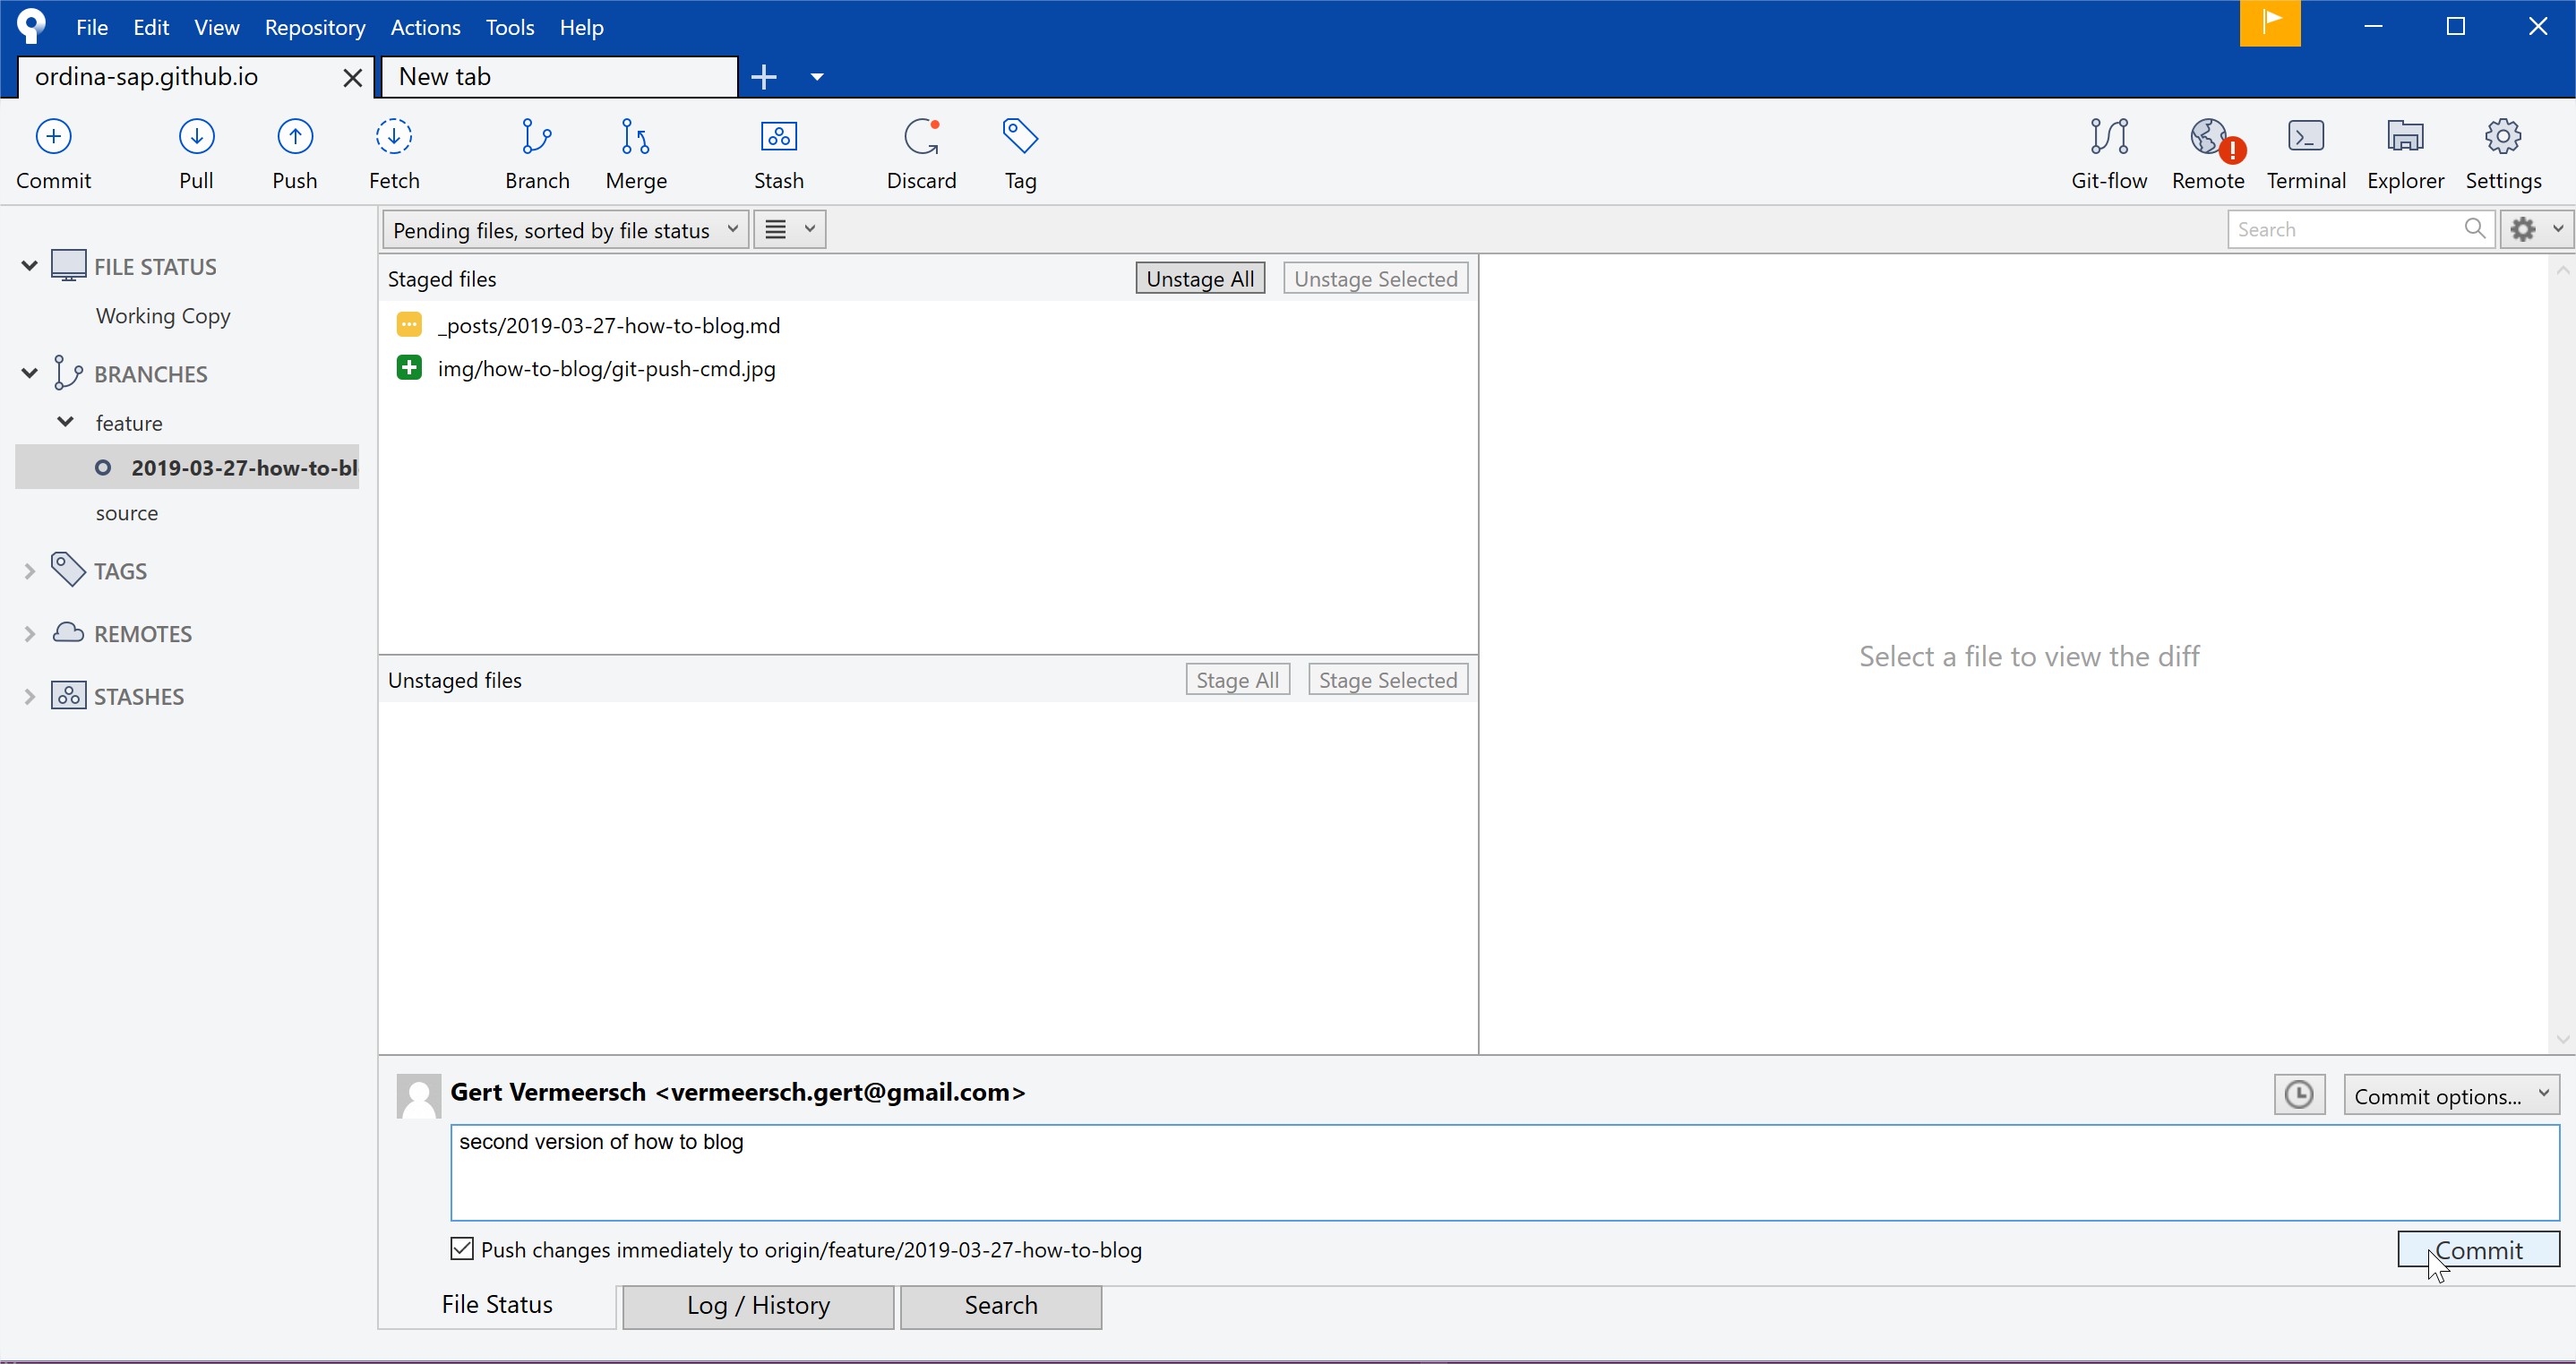 File Edit View Repository Actions Tools Help
ordina-sap.github.io New tab
Commit Pull Push Fetch Branch Merge Stash Discard Tag Git-flow Remote Terminal Explorer Settings
Pending files, sorted by file status Search
FILE STATUS
Working Copy
BRANCHES
feature
2019-03-27-how-to-bl
source
TAGS
REMOTES
STASHES
Staged files Unstage All Unstage Selected
_posts/2019-03-27-how-to-blog.md
img/how-to-blog/git-push-cmd.jpg
Unstaged files Stage All Stage Selected
Select a file to view the diff
Gert Vermeersch <vermeersch.gert@gmail.com> Commit options...
second version of how to blog
Push changes immediately to origin/feature/2019-03-27-how-to-blog Commit
File Status Log / History Search